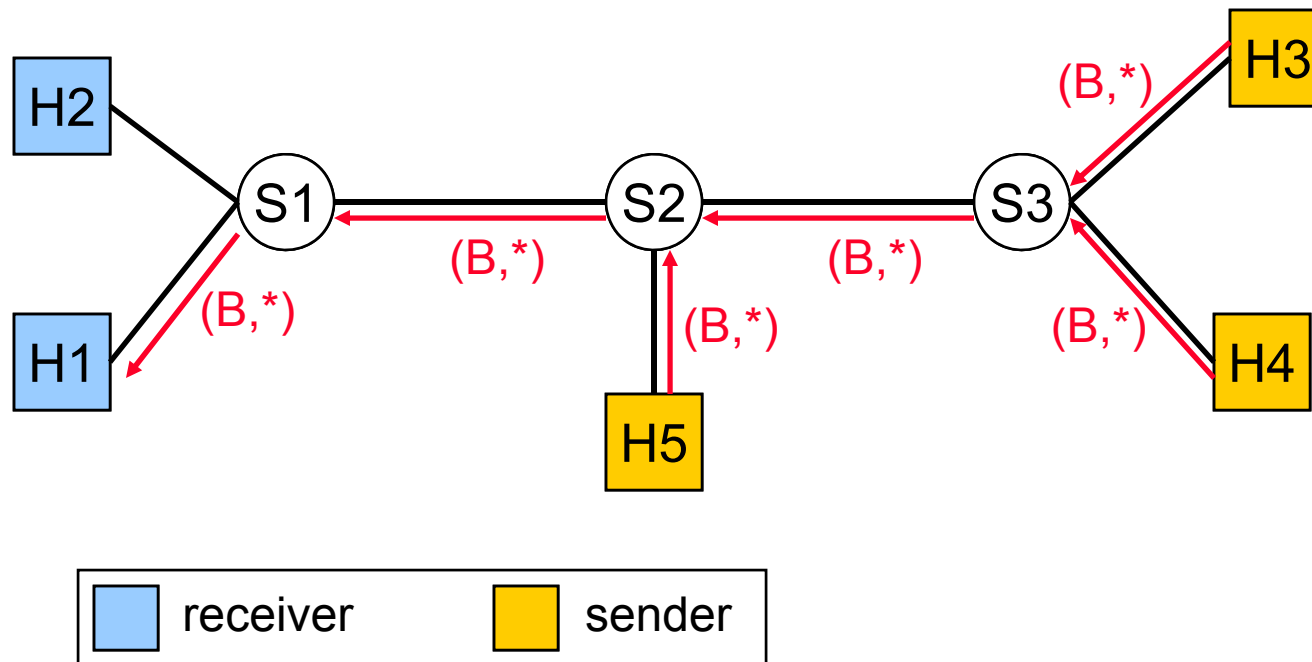 H3
(B,*)
H2
S1
S2
S3
(B,*)
(B,*)
(B,*)
(B,*)
(B,*)
H1
H4
H5
receiver
sender